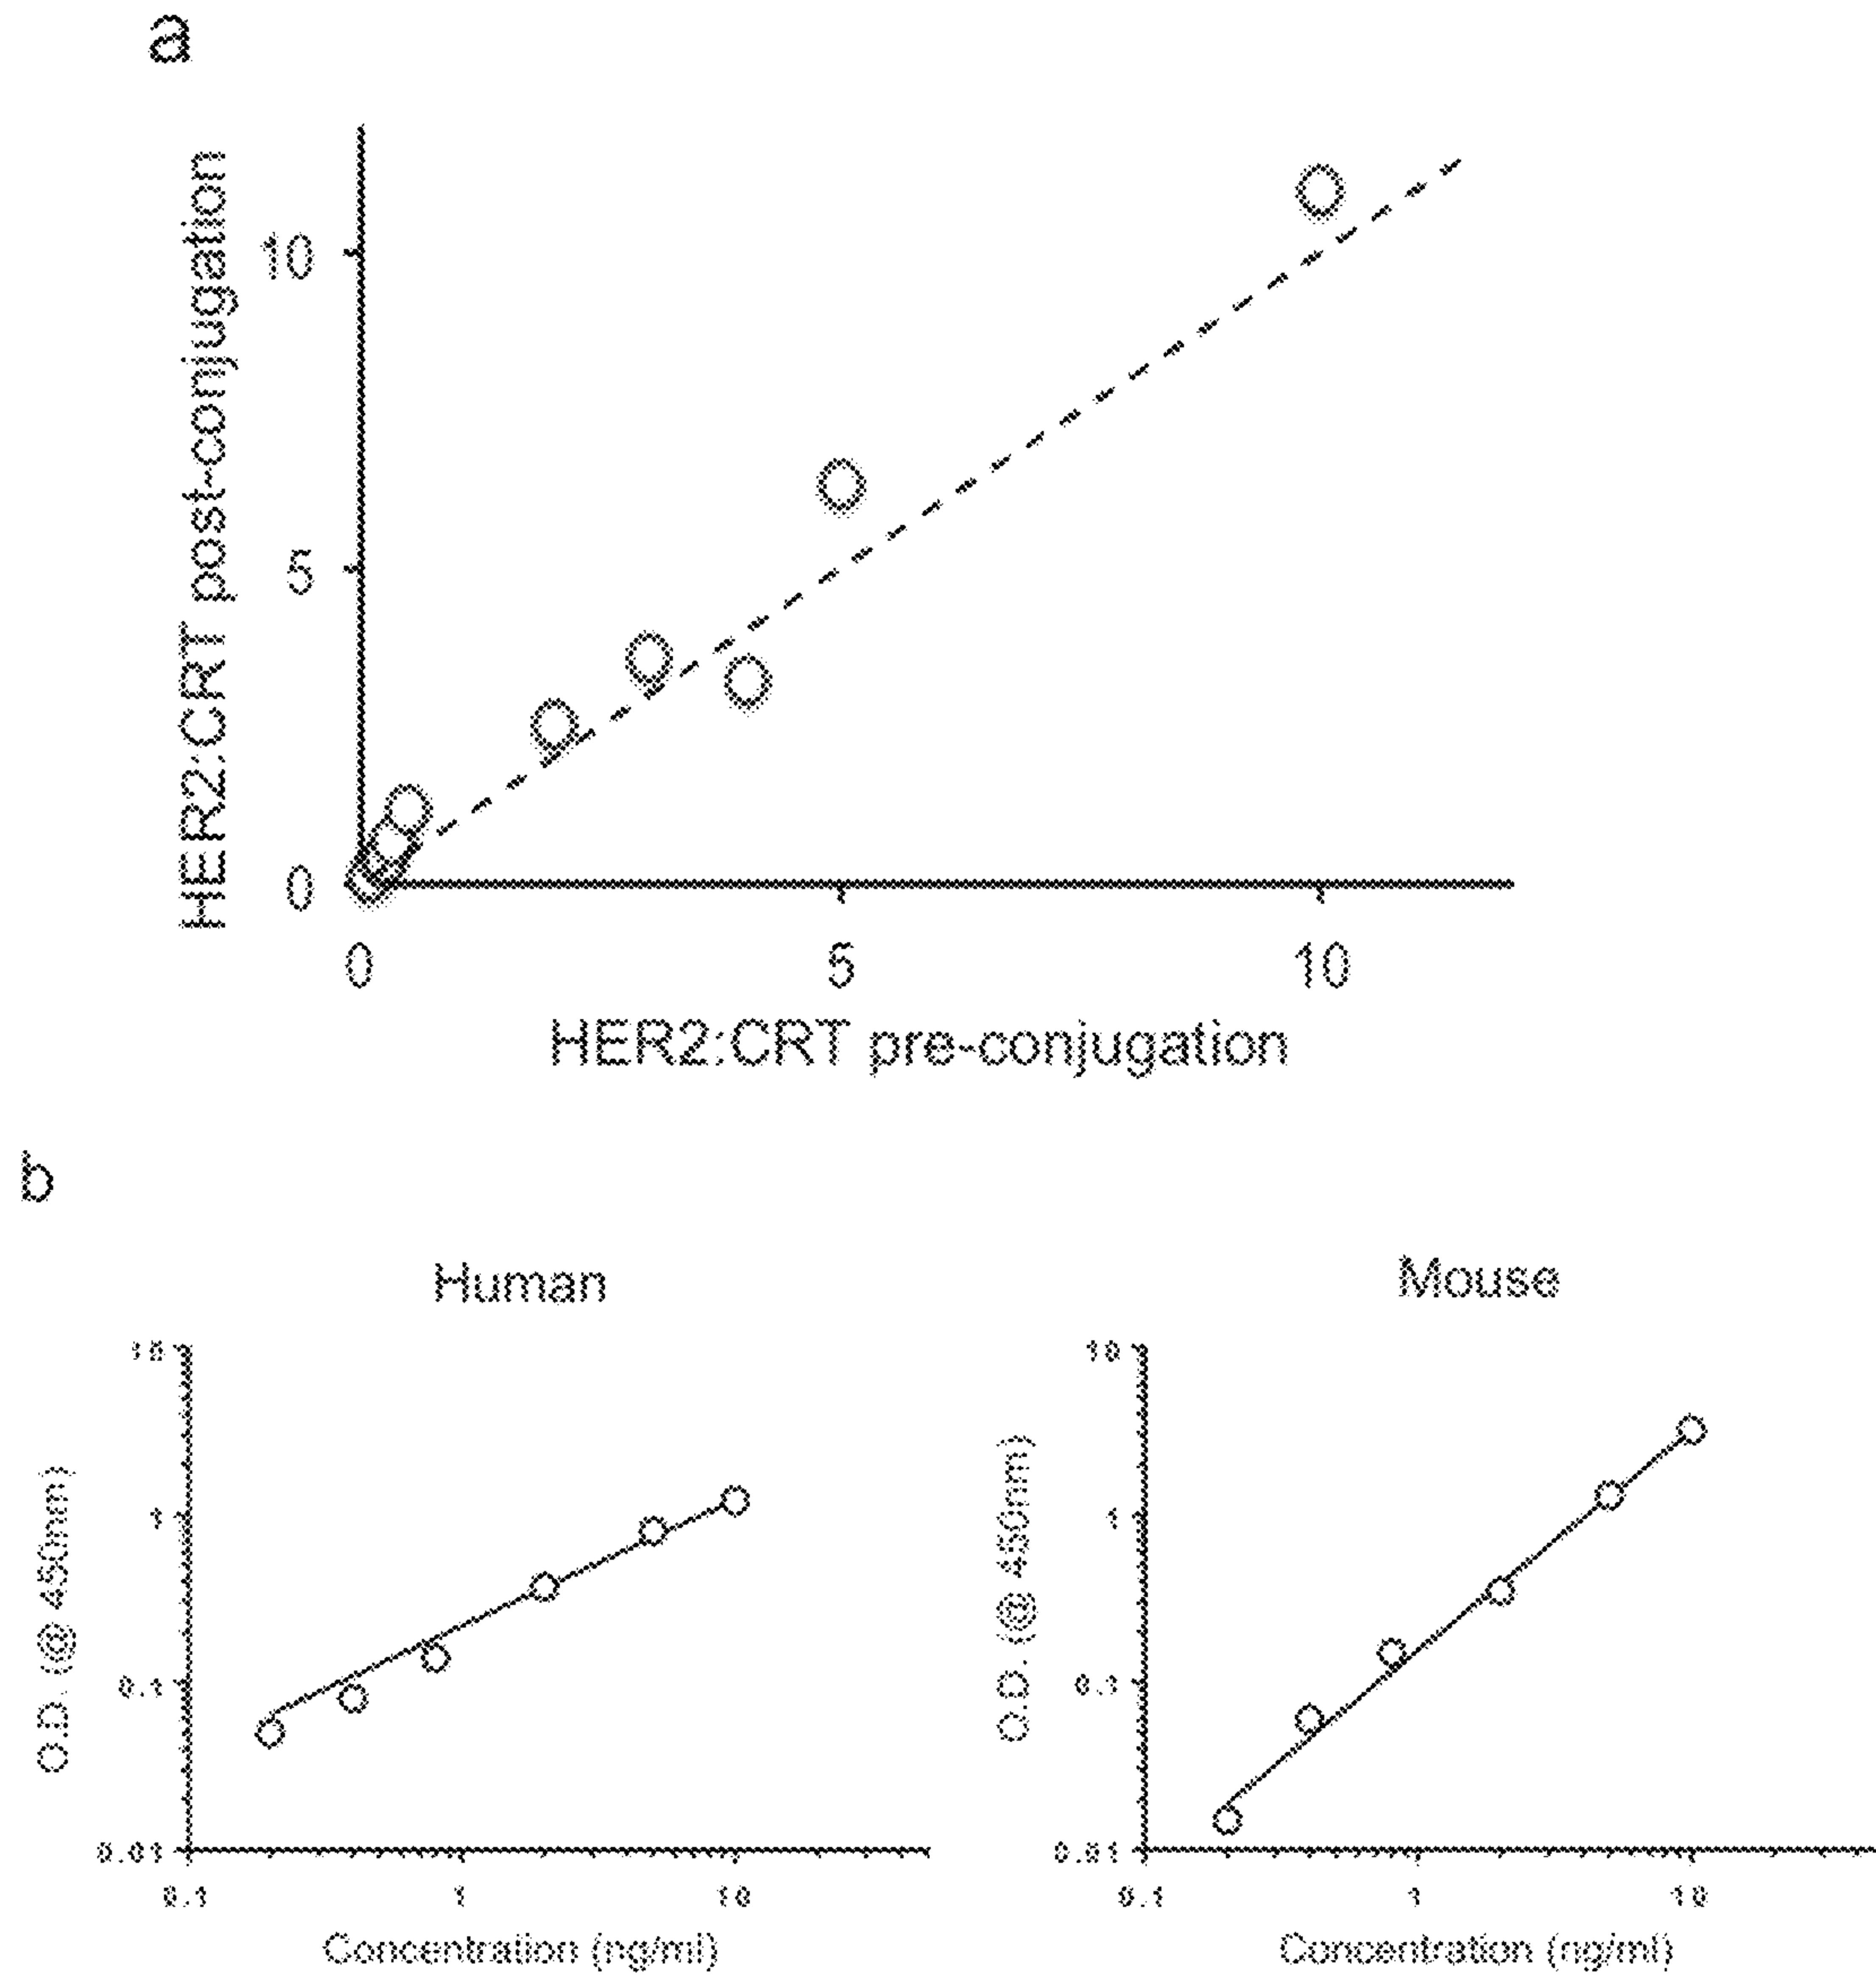 a
HER2:CRT post-conjugation
10
5
0
0 5 10
HER2:CRT pre-conjugation
b
Human
O.D. (@ 450nm)
10
1
0.1
0.01
0.1 1 10
Concentration (ng/ml)
Mouse
O.D. (@ 450nm)
10
1
0.1
0.01
0.1 1 10
Concentration (ng/ml)